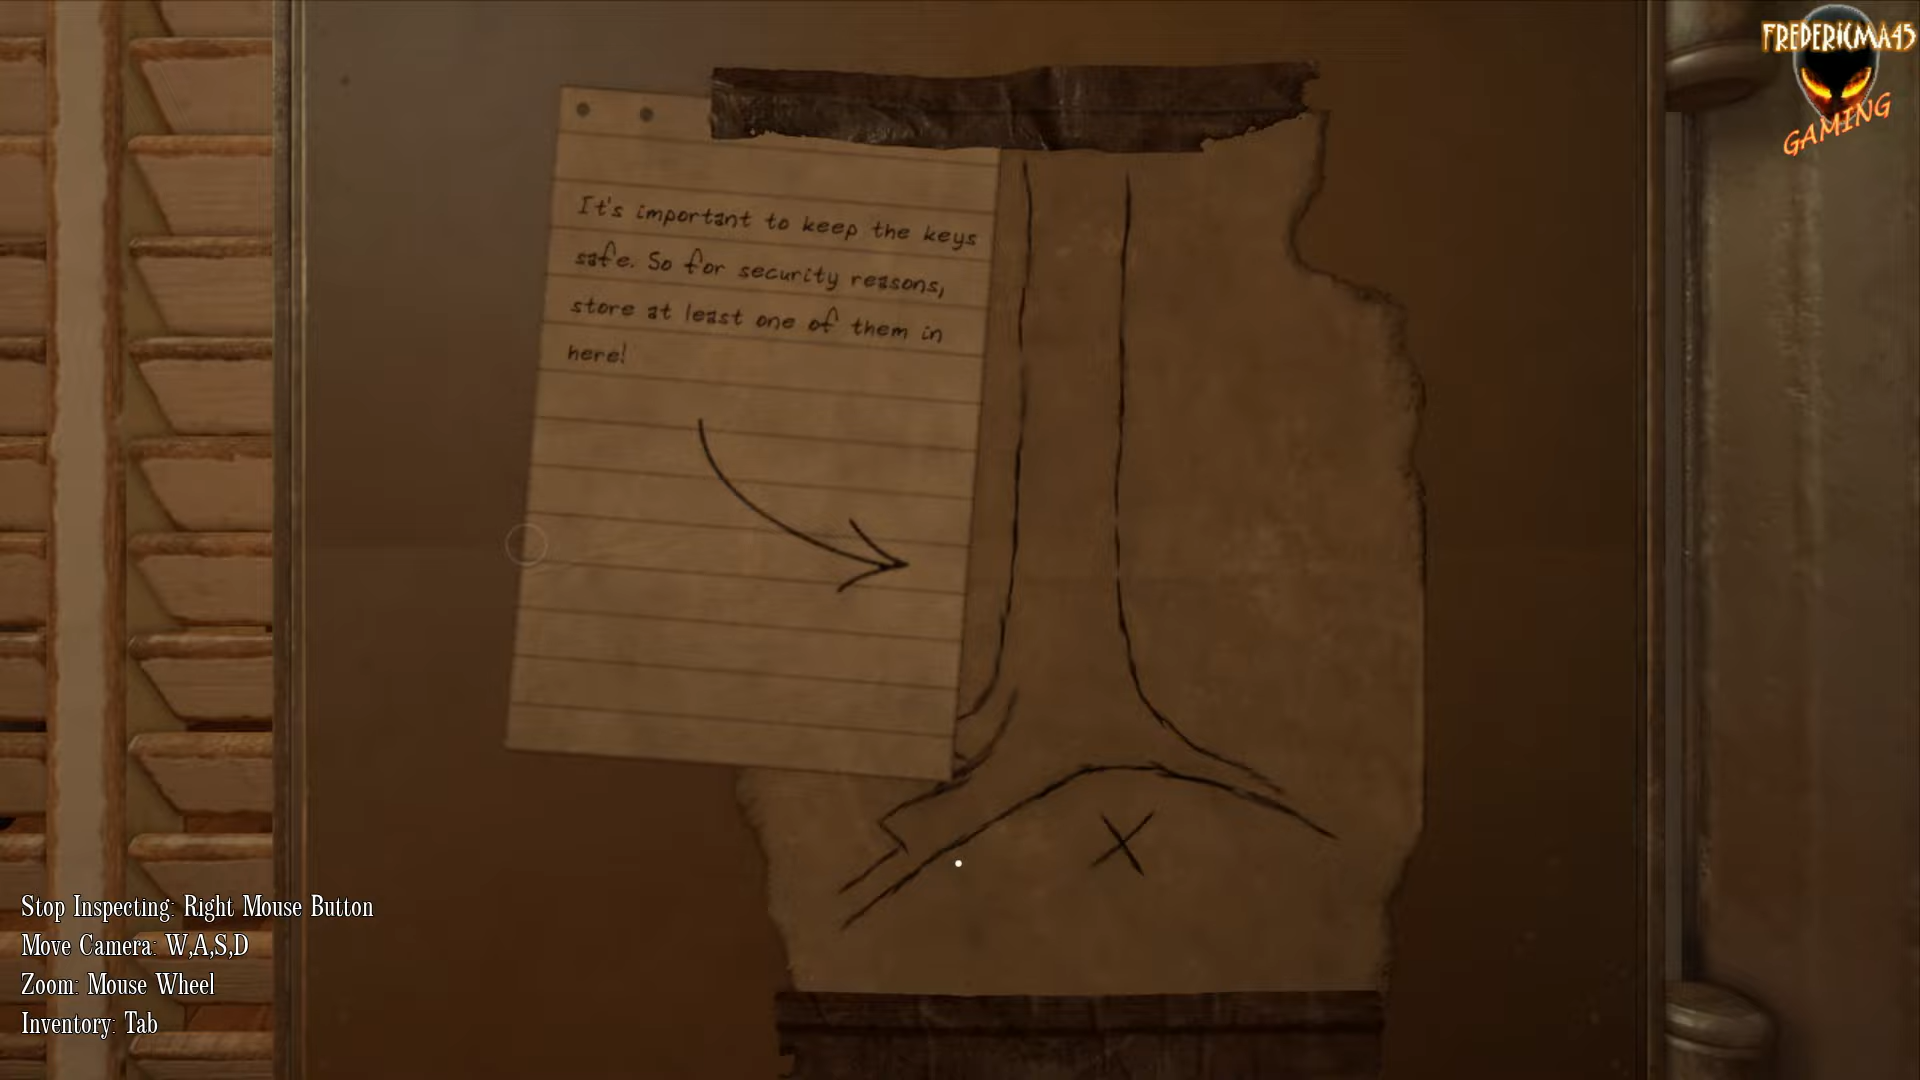 FREDERICMA45
GAMING
It's important to keep the keys
safe. So for security reasons,
store at least one of them in
here!
Stop Inspecting: Right Mouse Button
Move Camera: W,A,S,D
Zoom: Mouse Wheel
Inventory: Tab